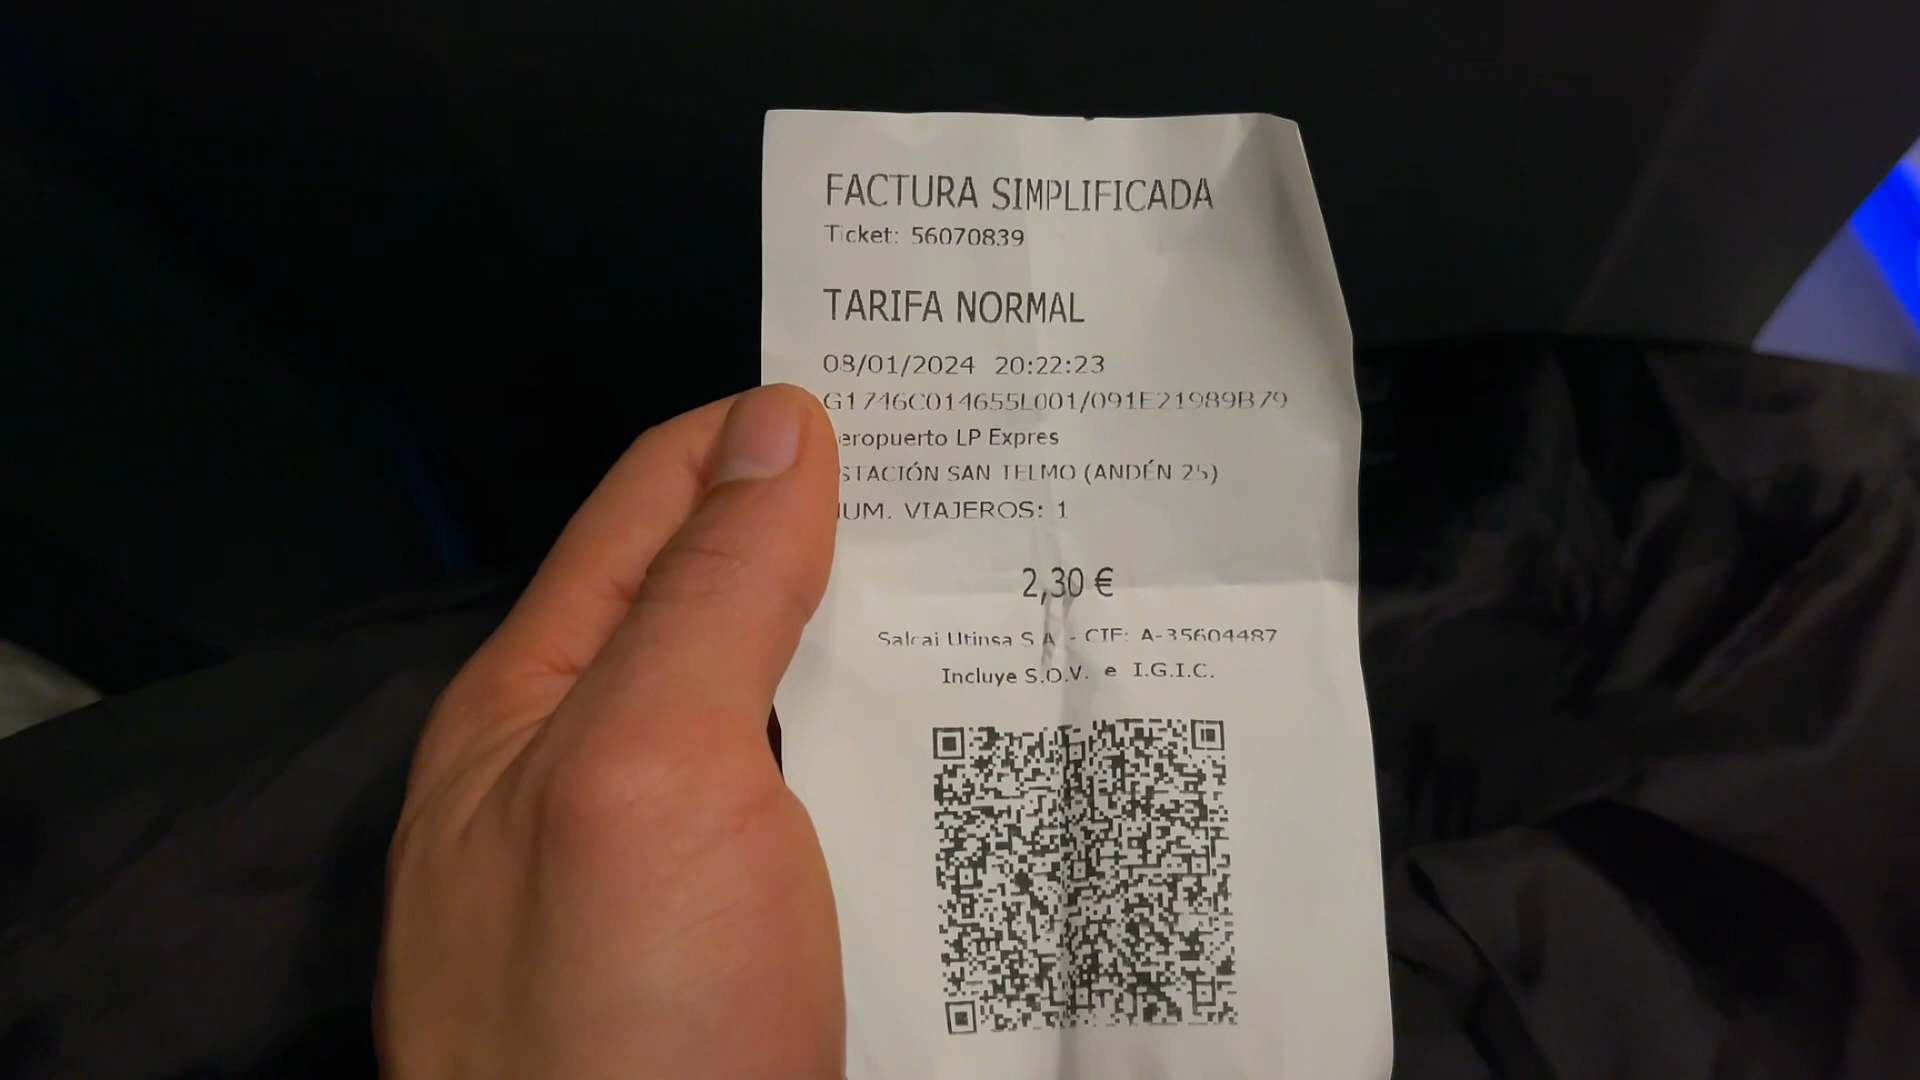 FACTURA SIMPLIFICADA
Ticket: 56070839
TARIFA NORMAL
08/01/2024 20:22:23
G1746C014655L001/091E21989B79
eropuerto LP Expres
STACIÓN SAN TELMO (ANDÉN 25)
NUM. VIAJEROS: 1
2,30 €
Salcai Utinsa S.A. - CIF: A-35604487
Incluye S.O.V. e I.G.I.C.